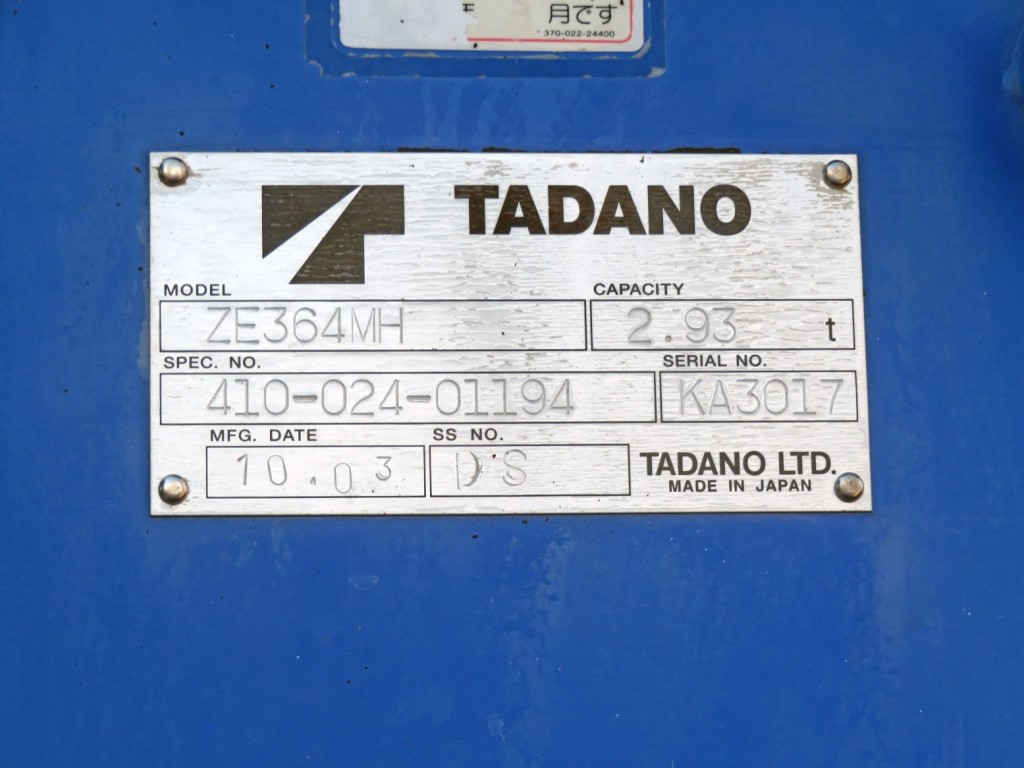 月です
370-022-24400
TADANO
MODEL CAPACITY
ZE364MH 2.93 t
SPEC. NO. SERIAL NO.
410-024-01194 KA3017
MFG. DATE SS NO.
10.03 D'S
TADANO LTD.
MADE IN JAPAN